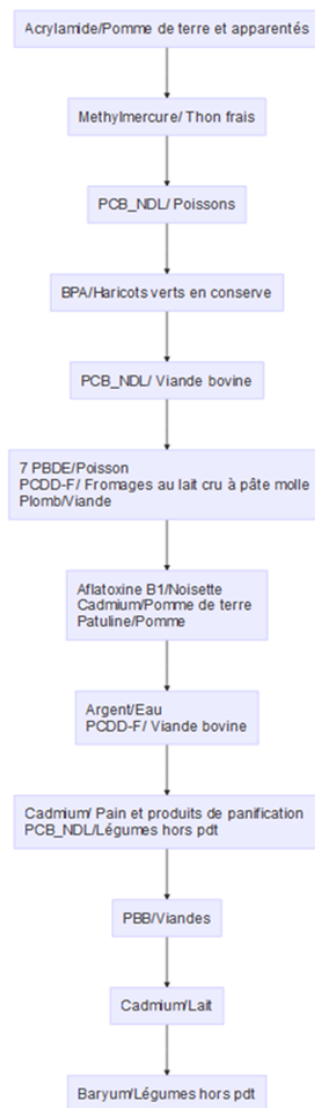 Acrylamide/Pomme de terre et apparentés
Methylmercure/ Thon frais
PCB_NDL/ Poissons
BPA/Haricots verts en conserve
PCB_NDL/ Viande bovine
7 PBDE/Poisson
PCDD-F/ Fromages au lait cru à pâte molle
Plomb/Viande
Aflatoxine B1/Noisette
Cadmium/Pomme de terre
Patuline/Pomme
Argent/Eau
PCDD-F/ Viande bovine
Cadmium/ Pain et produits de panification
PCB_NDL/Légumes hors pdt
PBB/Viandes
Cadmium/Lait
Baryum/Légumes hors pdt